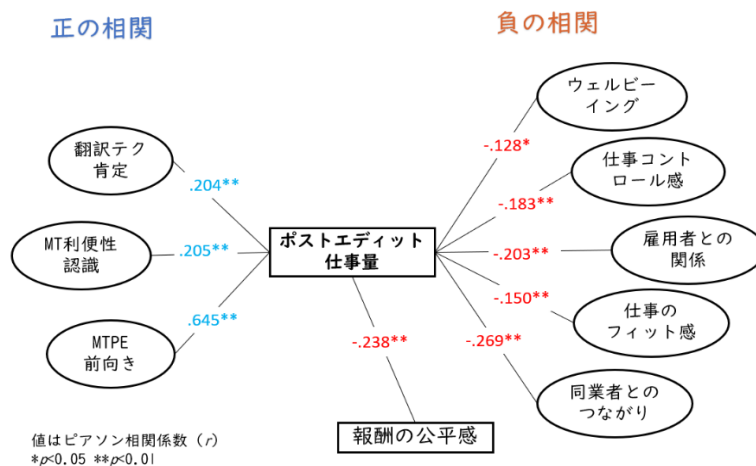 正の相関
負の相関
翻訳テク
肯定
MT利便性
認識
MTPE
前向き
.204**
.205**
.645**
ポストエディット
仕事量
-.128*
-.183**
-.203**
-.150**
-.269**
-.238**
ウェルビー
イング
仕事コント
ロール感
雇用者との
関係
仕事の
フィット感
同業者との
つながり
報酬の公平感
値はピアソン相関係数（r）
*p<0.05 **p<0.01